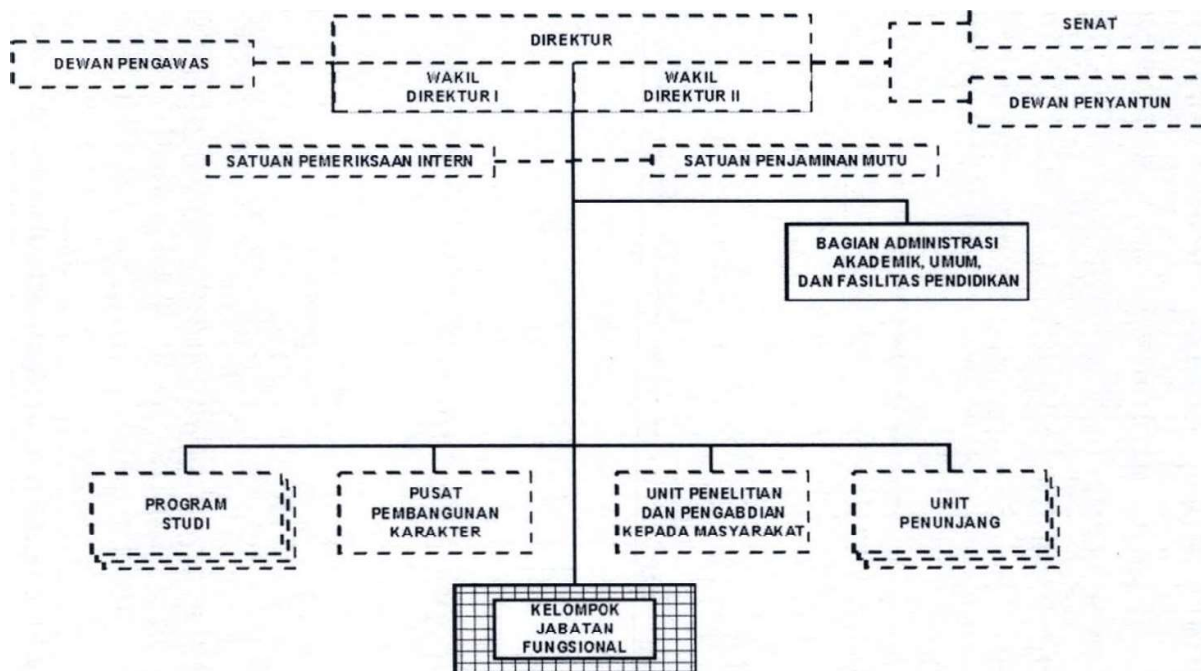 SENAT
DIREKTUR
DEWAN PENGAWAS
WAKIL
DIREKTUR I
WAKIL
DIREKTUR II
DEWAN PENYANTUN
SATUAN PEMERIKSAAN INTERN
SATUAN PENJAMINAN MUTU
BAGIAN ADMINISTRASI
AKADEMIK, UMUM,
DAN FASILITAS PENDIDIKAN
PROGRAM
STUDI
PUSAT
PEMBANGUNAN
KARAKTER
UNIT PENELITIAN
DAN PENGABDIAN
KEPADA MASYARAKAT
UNIT
PENUNJANG
KELOMPOK
JABATAN
FUNGSIONAL